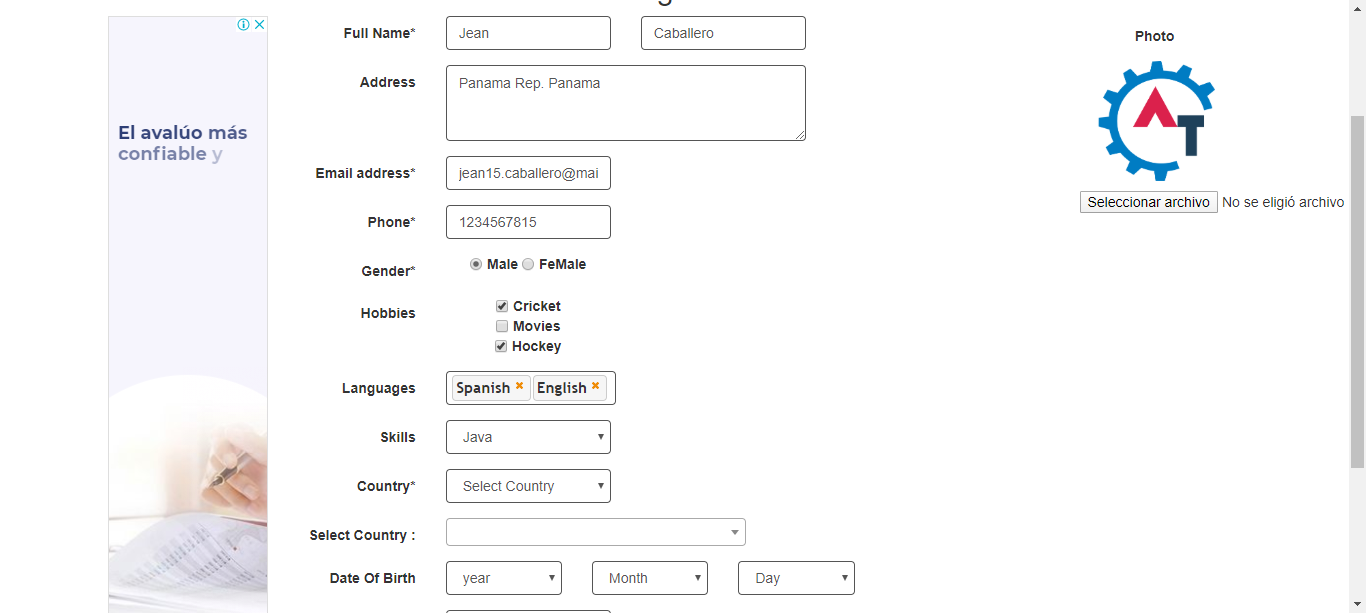 El avalúo más
confiable y
Full Name*
Jean
Caballero
Address
Panama Rep. Panama
Email address*
jean15.caballero@mai
Phone*
1234567815
Gender*
Male
FeMale
Hobbies
Cricket
Movies
Hockey
Languages
Spanish
English
Skills
Java
Country*
Select Country
Select Country :
Date Of Birth
year
Month
Day
Photo
AT
Seleccionar archivo
No se eligió archivo